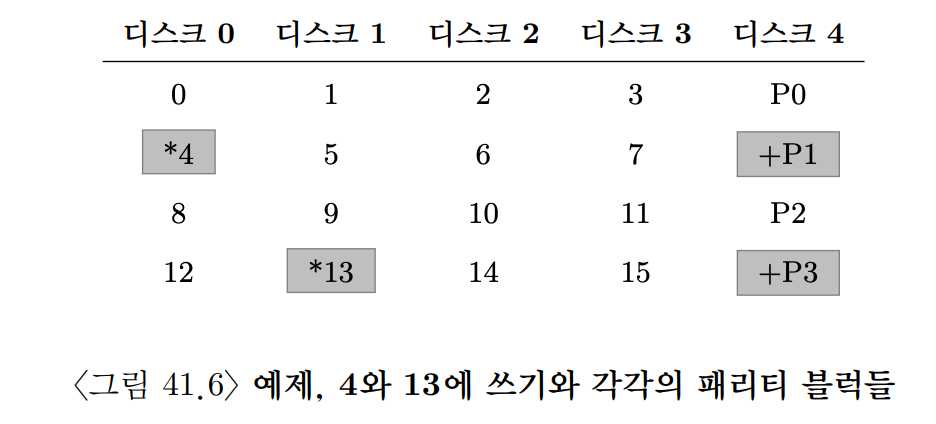 디스크 0 디스크 1 디스크 2 디스크 3 디스크 4
0 1 2 3 P0
*4 5 6 7 +P1
8 9 10 11 P2
12 *13 14 15 +P3
〈그림 41.6〉 예제, 4와 13에 쓰기와 각각의 패리티 블럭들